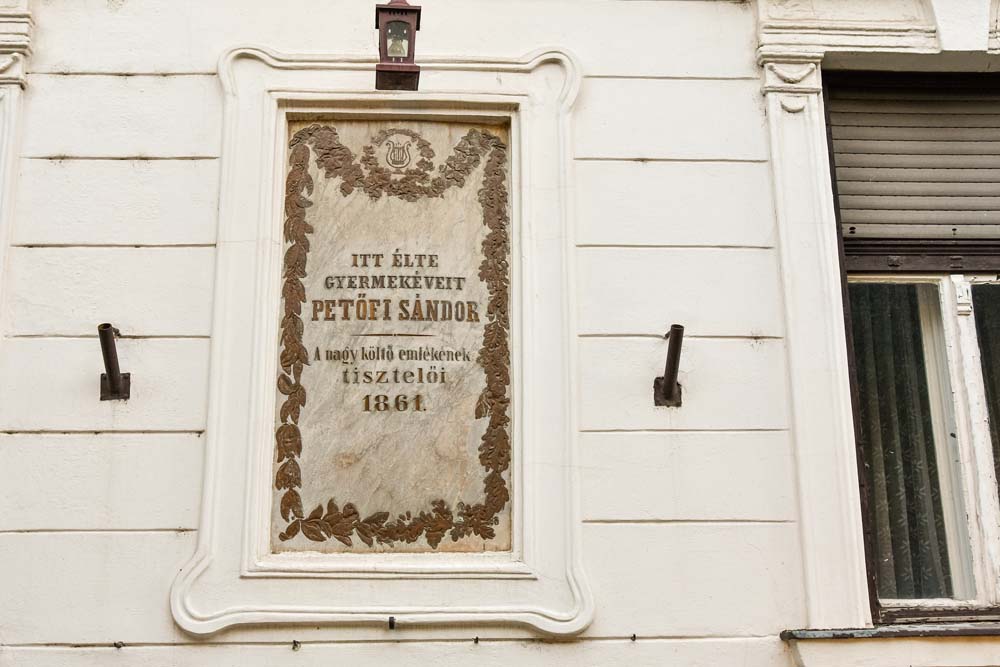 ITT ÉLTE
GYERMEKÉVEIT
PETŐFI SÁNDOR
A nagy költő emlékének
tisztelői
1861.